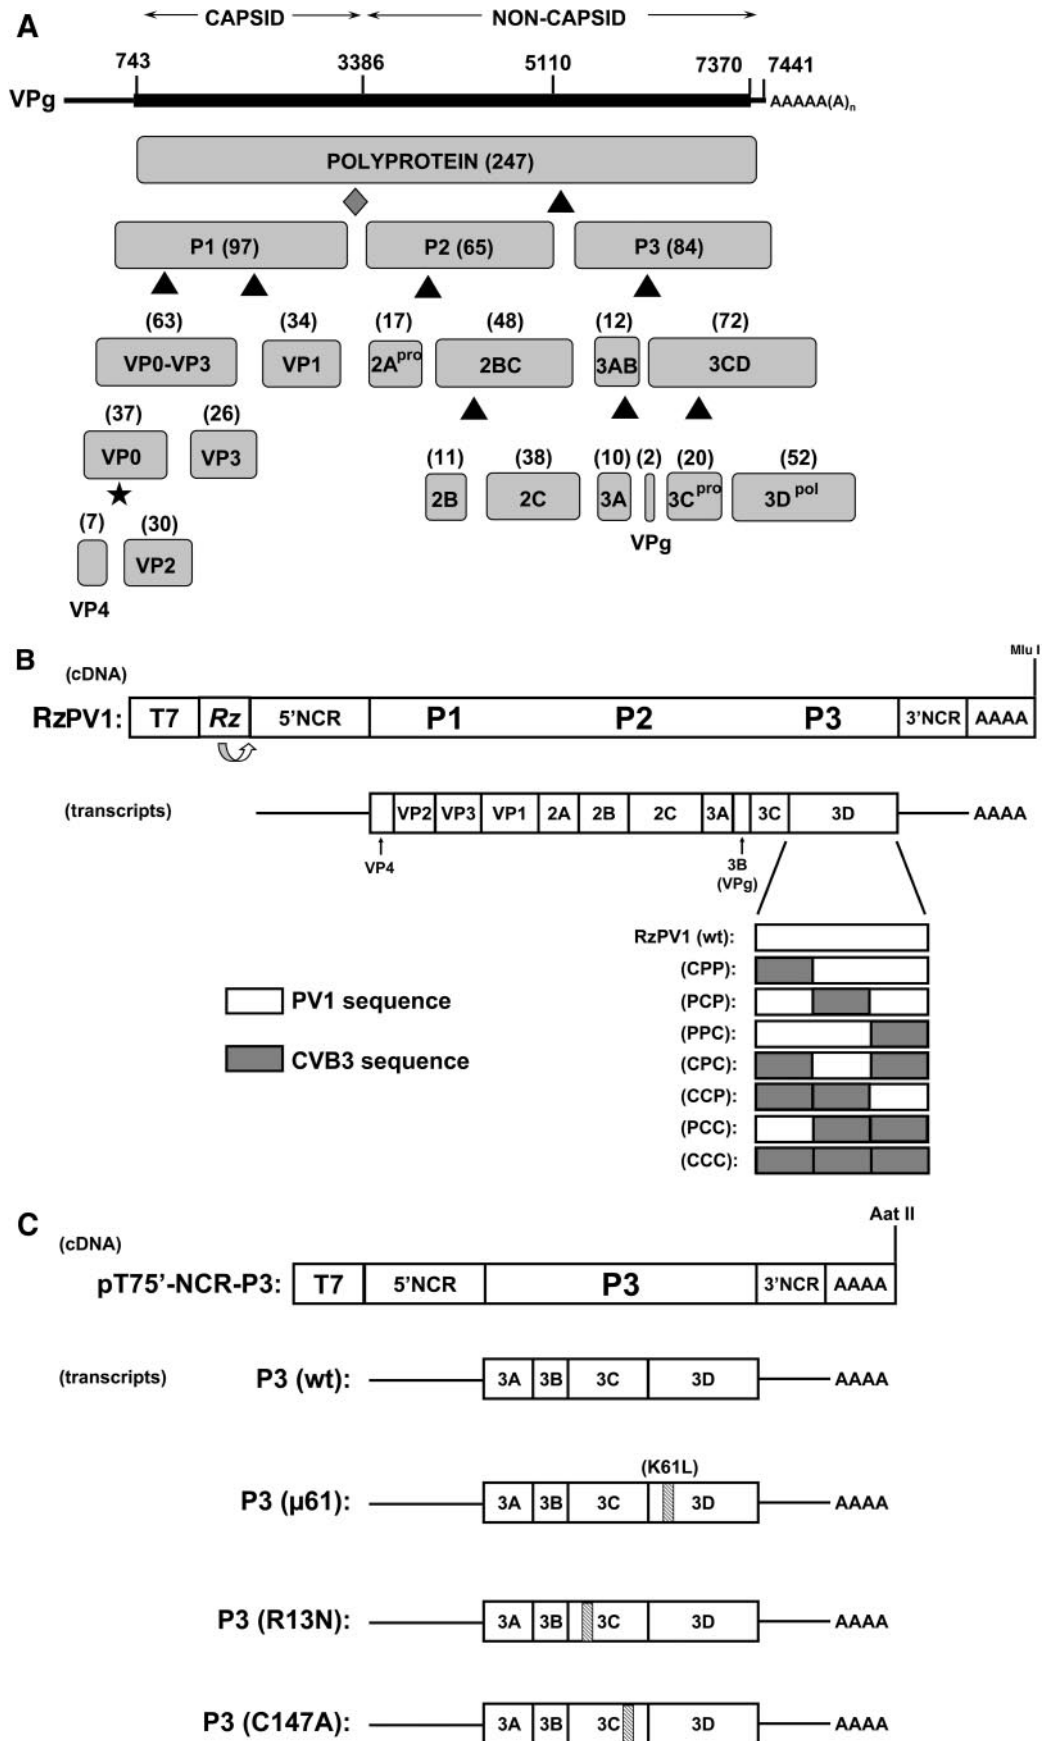 A
CAPSID NON-CAPSID
743 3386 5110 7370 7441
VPg AAAAA(A)n
POLYPROTEIN (247)
P1 (97) P2 (65) P3 (84)
(63) (34) (17) (48) (12) (72)
VP0-VP3 VP1 2Apro 2BC 3AB 3CD
(37) (26) (11) (38) (10) (2) (20) (52)
VP0 VP3 2B 2C 3A 3Cpro 3Dpol
VPg
(7) (30)
VP2
VP4
B
(cDNA)
Mlu I
RzPV1: T7 Rz 5'NCR P1 P2 P3 3'NCR AAAA
(transcripts) VP2 VP3 VP1 2A 2B 2C 3A 3C 3D AAAA
VP4 3B
(VPg)
RzPV1 (wt):
(CPP):
PV1 sequence (PCP):
(PPC):
CVB3 sequence (CPC):
(CCP):
(PCC):
(CCC):
C
Aat II
(cDNA)
pT75'-NCR-P3: T7 5'NCR P3 3'NCR AAAA
(transcripts) P3 (wt): 3A 3B 3C 3D AAAA
(K61L)
P3 (µ61): 3A 3B 3C 3D AAAA
P3 (R13N): 3A 3B 3C 3D AAAA
P3 (C147A): 3A 3B 3C 3D AAAA